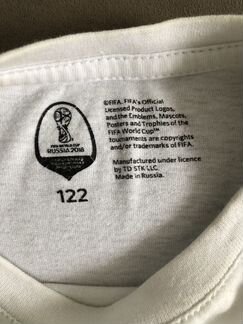 ©FIFA, FIFA's Official
Licensed Product Logos,
and the Emblems, Mascots,
Posters and Trophies of the
FIFA World Cup™
tournaments are copyrights
and/or trademarks of FIFA.
Manufactured under licence
by TD STK LLC.
Made in Russia.
FIFA WORLD CUP
RUSSIA 2018
122